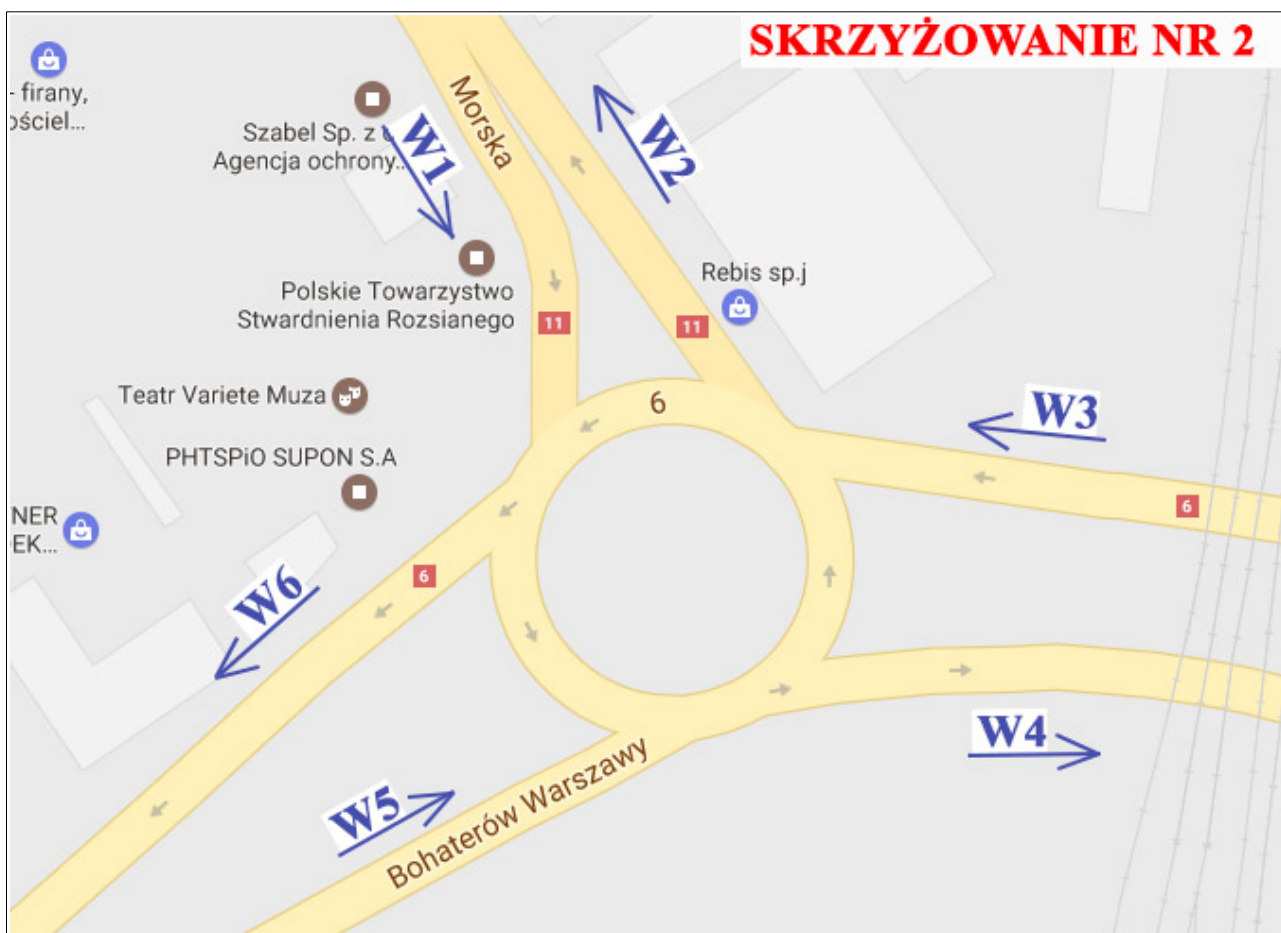 SKRZYŻOWANIE NR 2
- firany,
ościel...
Morska
Szabel Sp. z o
Agencja ochrony..
W1
W2
Polskie Towarzystwo
Stwardnienia Rozsianego
11
11
Rebis sp.j
Teatr Variete Muza
6
W3
PHTSPiO SUPON S.A
6
NER
EK...
6
W6
W4
W5
Bohaterów Warszawy